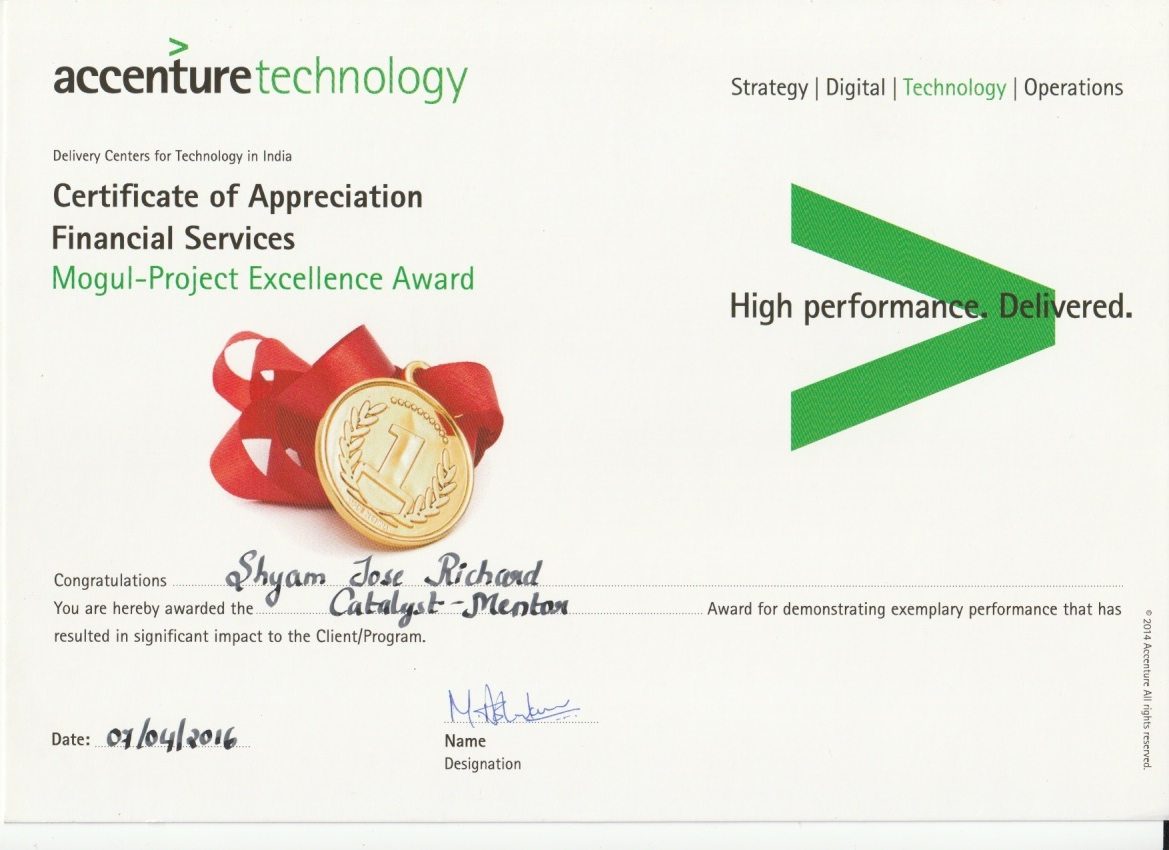 accenturetechnology
Strategy | Digital | Technology | Operations
Delivery Centers for Technology in India
Certificate of Appreciation
Financial Services
Mogul-Project Excellence Award
High performance. Delivered.
1
Congratulations Shyam Jose Richard
You are hereby awarded the Catalyst-Mentor Award for demonstrating exemplary performance that has
resulted in significant impact to the Client/Program.
Date: 07/04/2016
Name
Designation
© 2014 Accenture All rights reserved.